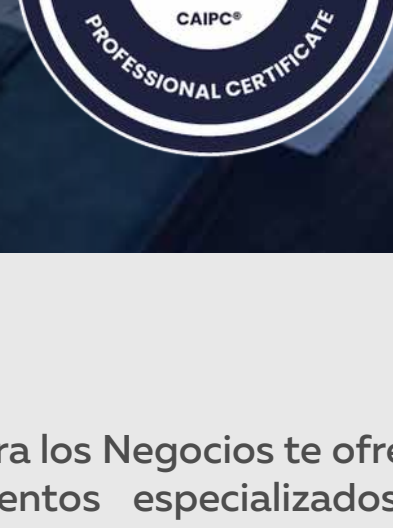 CAIPC®
PROFESSIONAL CERTIFICATE
ra los Negocios te ofre
entos especializados